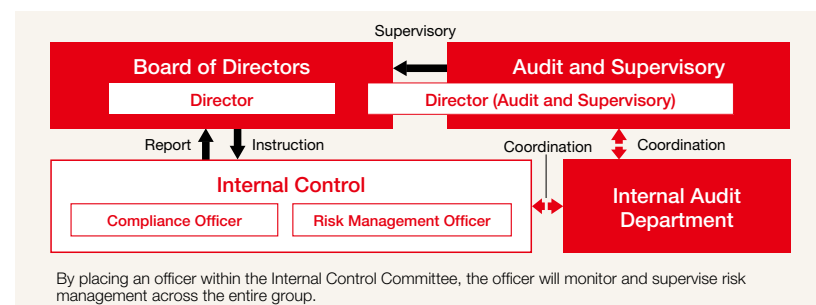 Supervisory
Board of Directors
Audit and Supervisory
Director
Director (Audit and Supervisory)
Report
Instruction
Coordination
Coordination
Internal Control
Compliance Officer
Risk Management Officer
Internal Audit
Department
By placing an officer within the Internal Control Committee, the officer will monitor and supervise risk
management across the entire group.